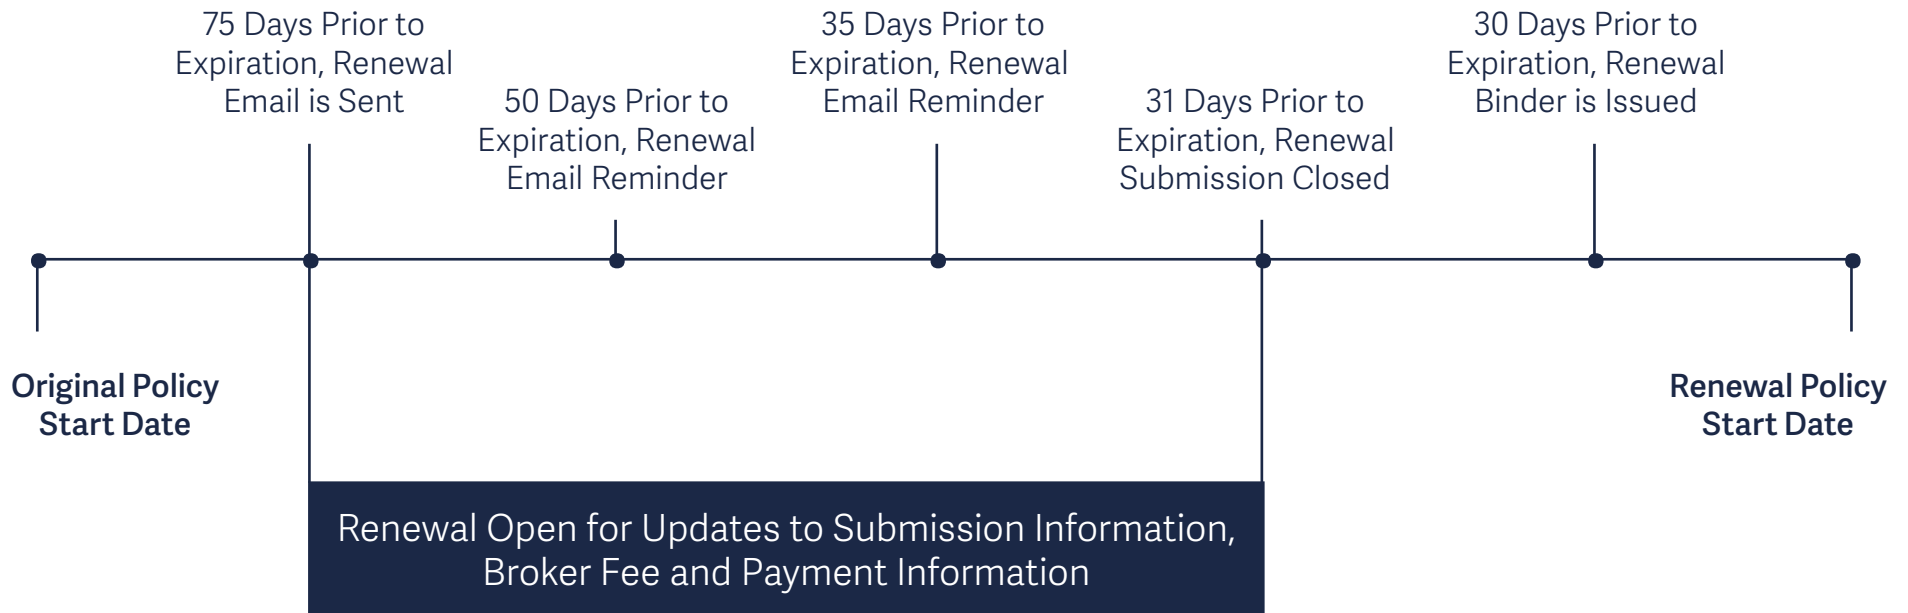 75 Days Prior to
Expiration, Renewal
Email is Sent
50 Days Prior to
Expiration, Renewal
Email Reminder
35 Days Prior to
Expiration, Renewal
Email Reminder
31 Days Prior to
Expiration, Renewal
Submission Closed
30 Days Prior to
Expiration, Renewal
Binder is Issued
Original Policy
Start Date
Renewal Policy
Start Date
Renewal Open for Updates to Submission Information,
Broker Fee and Payment Information